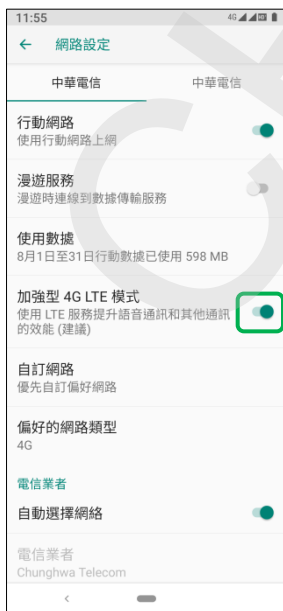 11:55
4G
網路設定
中華電信 中華電信
行動網路
使用行動網路上網
漫遊服務
漫遊時連線到數據傳輸服務
使用數據
8月1日至31日行動數據已使用 598 MB
加強型 4G LTE 模式
使用 LTE 服務提升語音通訊和其他通訊
的效能 (建議)
自訂網路
優先自訂偏好網路
偏好的網路類型
4G
電信業者
自動選擇網絡
電信業者
Chunghwa Telecom